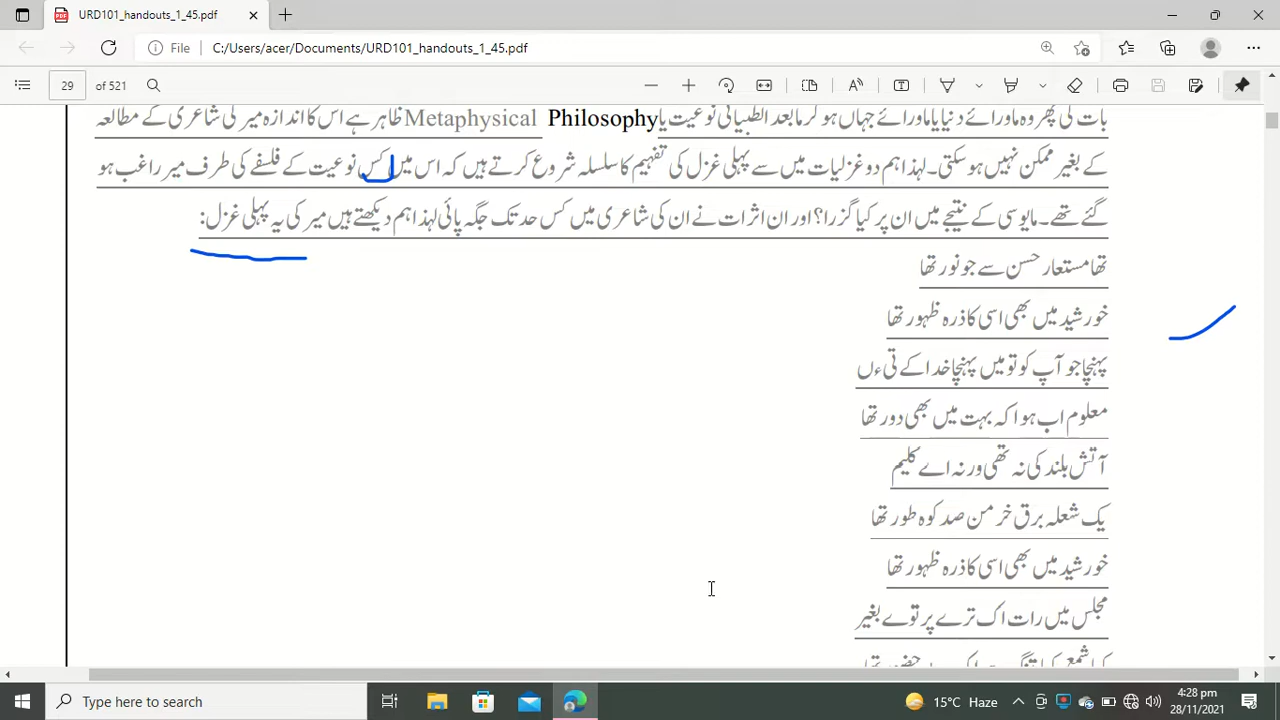 URD101_handouts_1_45.pdf
File C:/Users/acer/Documents/URD101_handouts_1_45.pdf
29 of 521
بات کی پھر وہ ماورائے دنیا یا ماورائے جہاں ہو کر مابعد الطبیاتی نوعیت یا Metaphysical Philosophy ظاہر ہے اس کا اندازہ میر کی شاعری کے مطالعہ
کے بغیر ممکن نہیں ہو سکتی۔ لہذا ہم دو غزلیات میں سے پہلی غزل کی تفہیم کا سلسلہ شروع کرتے ہیں کہ اس میں کس نوعیت کے فلسفے کی طرف میر راغب ہو
گئے تھے۔ مایوسی کے نتیجے میں ان پر کیا گزرا؟ اور ان اثرات نے ان کی شاعری میں کس حد تک جگہ پائی لہذا ہم دیکھتے ہیں میر کی یہ پہلی غزل:
تھا مستعار حسن سے جو نور تھا
خورشید میں بھی اسی کا ذرہ ظہور تھا
پہنچا جو آپ کو تو میں پہنچا خدا کے تیٔں
معلوم اب ہوا کہ بہت میں بھی دور تھا
آتش بلند کی نہ تھی ورنہ اے کلیم
یک شعلہ برق خرمن صد کوہ طور تھا
خورشید میں بھی اسی کا ذرہ ظہور تھا
مجلس میں رات اک ترے پر توے بغیر
Type here to search
15°C Haze
4:28 pm
28/11/2021